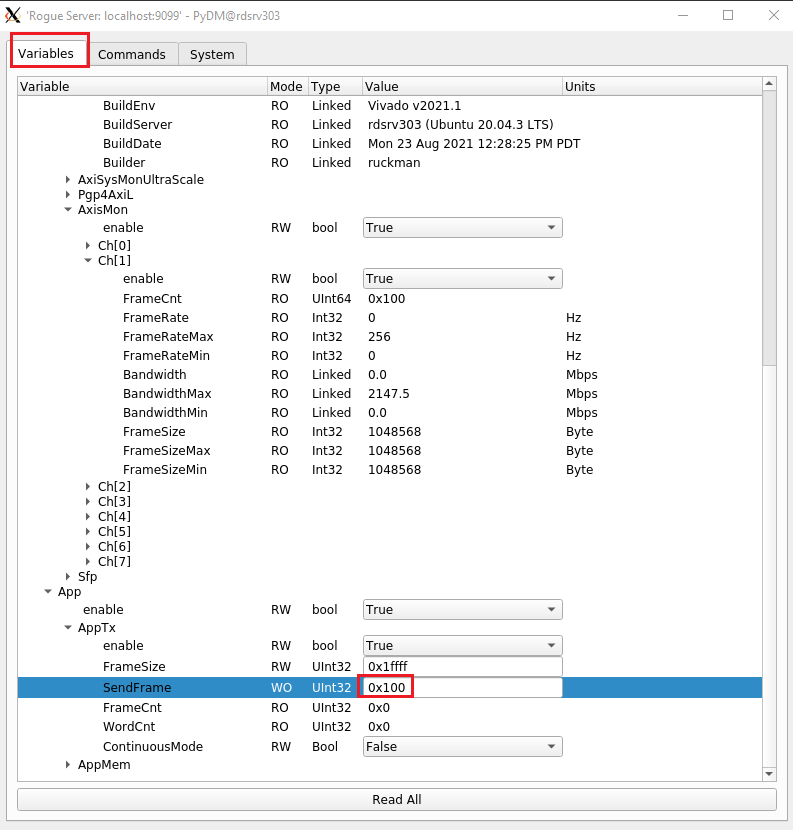 'Rogue Server: localhost:9099' - PyDM@rdsrv303
Variables Commands System
Variable Mode Type Value Units
BuildEnv RO Linked Vivado v2021.1
BuildServer RO Linked rdsrv303 (Ubuntu 20.04.3 LTS)
BuildDate RO Linked Mon 23 Aug 2021 12:28:25 PM PDT
Builder RO Linked ruckman
AxiSysMonUltraScale
Pgp4AxiL
AxisMon
enable RW bool True
Ch[0]
Ch[1]
enable RW bool True
FrameCnt RO UInt64 0x100
FrameRate RO Int32 0 Hz
FrameRateMax RO Int32 256 Hz
FrameRateMin RO Int32 0 Hz
Bandwidth RO Linked 0.0 Mbps
BandwidthMax RO Linked 2147.5 Mbps
BandwidthMin RO Linked 0.0 Mbps
FrameSize RO Int32 1048568 Byte
FrameSizeMax RO Int32 1048568 Byte
FrameSizeMin RO Int32 1048568 Byte
Ch[2]
Ch[3]
Ch[4]
Ch[5]
Ch[6]
Ch[7]
Sfp
App
enable RW bool True
AppTx
enable RW bool True
FrameSize RW UInt32 0x1ffff
SendFrame WO UInt32 0x100
FrameCnt RO UInt32 0x0
WordCnt RO UInt32 0x0
ContinuousMode RW Bool False
AppMem
Read All